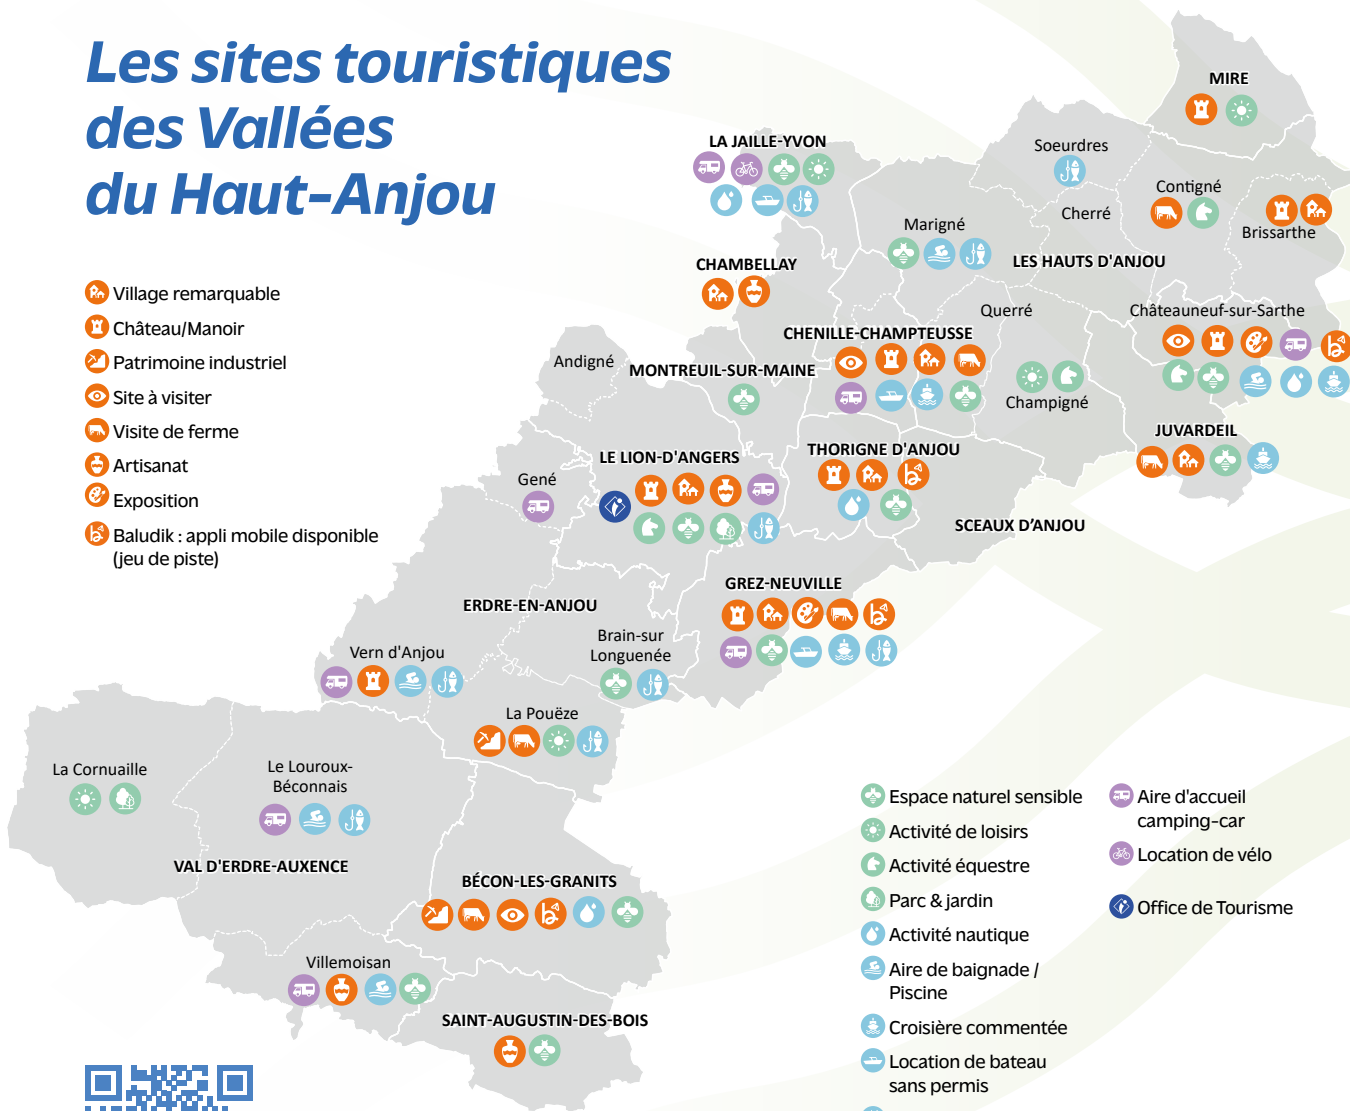 Les sites touristiques
des Vallées
du Haut-Anjou
Village remarquable
Château/Manoir
Patrimoine industriel
Site à visiter
Visite de ferme
Artisanat
Exposition
Baludik : appli mobile disponible
(jeu de piste)
MIRE
LA JAILLE-YVON
Soeurdres
Contigné
Cherré
Brissarthe
Marigné
LES HAUTS D'ANJOU
CHAMBELLAY
Querré
Châteauneuf-sur-Sarthe
CHENILLE-CHAMPTEUSSE
Andigné
MONTREUIL-SUR-MAINE
Champigné
JUVARDEIL
THORIGNE D'ANJOU
LE LION-D'ANGERS
Gené
SCEAUX D’ANJOU
GREZ-NEUVILLE
ERDRE-EN-ANJOU
Brain-sur
Longuenée
Vern d'Anjou
La Pouëze
La Cornuaille
Le Louroux-
Béconnais
VAL D'ERDRE-AUXENCE
BÉCON-LES-GRANITS
Villemoisan
SAINT-AUGUSTIN-DES-BOIS
Espace naturel sensible
Activité de loisirs
Activité équestre
Parc & jardin
Activité nautique
Aire de baignade /
Piscine
Croisière commentée
Location de bateau
sans permis
Aire d'accueil
camping-car
Location de vélo
Office de Tourisme